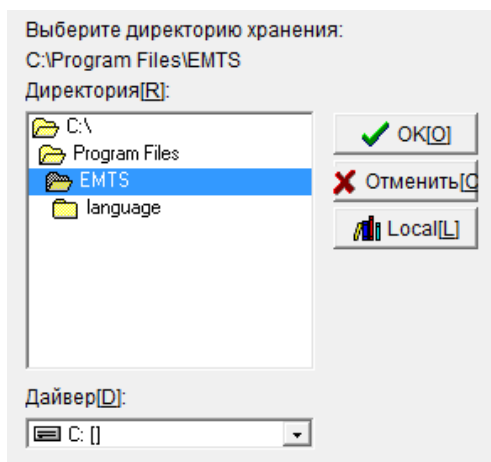 Выберите директорию хранения:
C:\Program Files\EMTS
Директория[R]:
C:\
Program Files
EMTS
language
OK[O]
Отменить[C
Local[L]
Дайвер[D]:
C: []